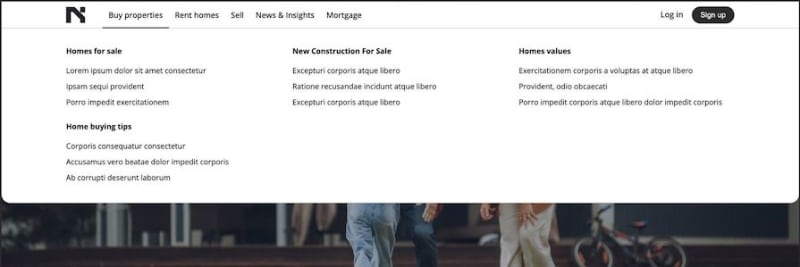 Buy properties Rent homes Sell News & Insights Mortgage Log in Sign up
Homes for sale
Lorem ipsum dolor sit amet consectetur
Ipsam sequi provident
Porro impedit exercitationem
Home buying tips
Corporis consequatur consectetur
Accusamus vero beatae dolor impedit corporis
Ab corrupti deserunt laborum
New Construction For Sale
Excepturi corporis atque libero
Ratione recusandae incidunt atque libero
Excepturi corporis atque libero
Homes values
Exercitationem corporis a voluptas at atque libero
Provident, odio obcaecati
Porro impedit corporis atque libero dolor impedit corporis